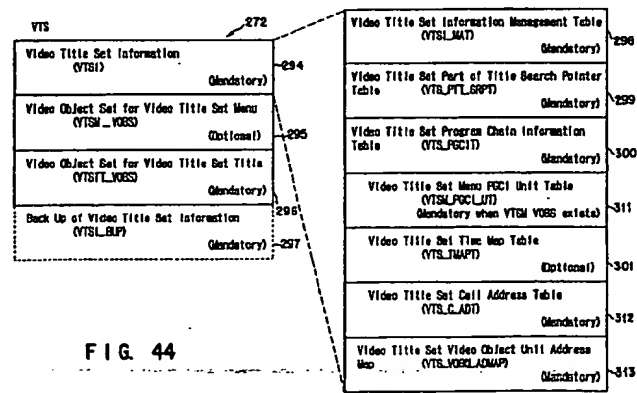 VTS
272
Video Title Set Information
(VTSI)
(Mandatory)
294
Video Object Set for Video Title Set Menu
(VTSM_VOBS)
(Optional)
295
Video Object Set for Video Title Set Title
(VTSTT_VOBS)
(Mandatory)
296
Back Up of Video Title Set Information
(VTSI_BUP)
(Mandatory)
297
Video Title Set Information Management Table
(VTSI_MAT)
(Mandatory)
298
Video Title Set Part of Title Search Pointer
Table (VTS_PTT_SRPT)
(Mandatory)
299
Video Title Set Program Chain Information
Table (VTS_PGCIT)
(Mandatory)
300
Video Title Set Menu PGCI Unit Table
(VTSM_PGCI_UT)
(Mandatory when VTSM VOBS exists)
311
Video Title Set Time Map Table
(VTS_TMAPT)
(Optional)
301
Video Title Set Cell Address Table
(VTS_C_ADT)
(Mandatory)
312
Video Title Set Video Object Unit Address
Map (VTS_VOBU_ADMAP)
(Mandatory)
313
FIG. 44